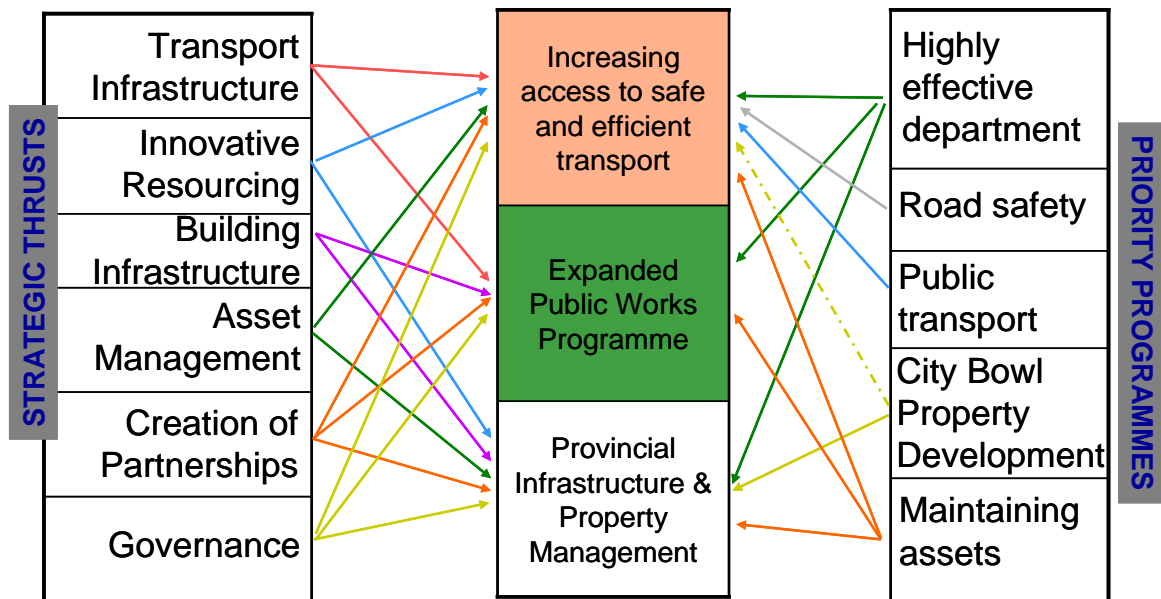 STRATEGIC THRUSTS
Transport
Infrastructure
Innovative
Resourcing
Building
Infrastructure
Asset
Management
Creation of
Partnerships
Governance
Increasing
access to safe
and efficient
transport
Expanded
Public Works
Programme
Provincial
Infrastructure &
Property
Management
Highly
effective
department
Road safety
Public
transport
City Bowl
Property
Development
Maintaining
assets
PRIORITY PROGRAMMES